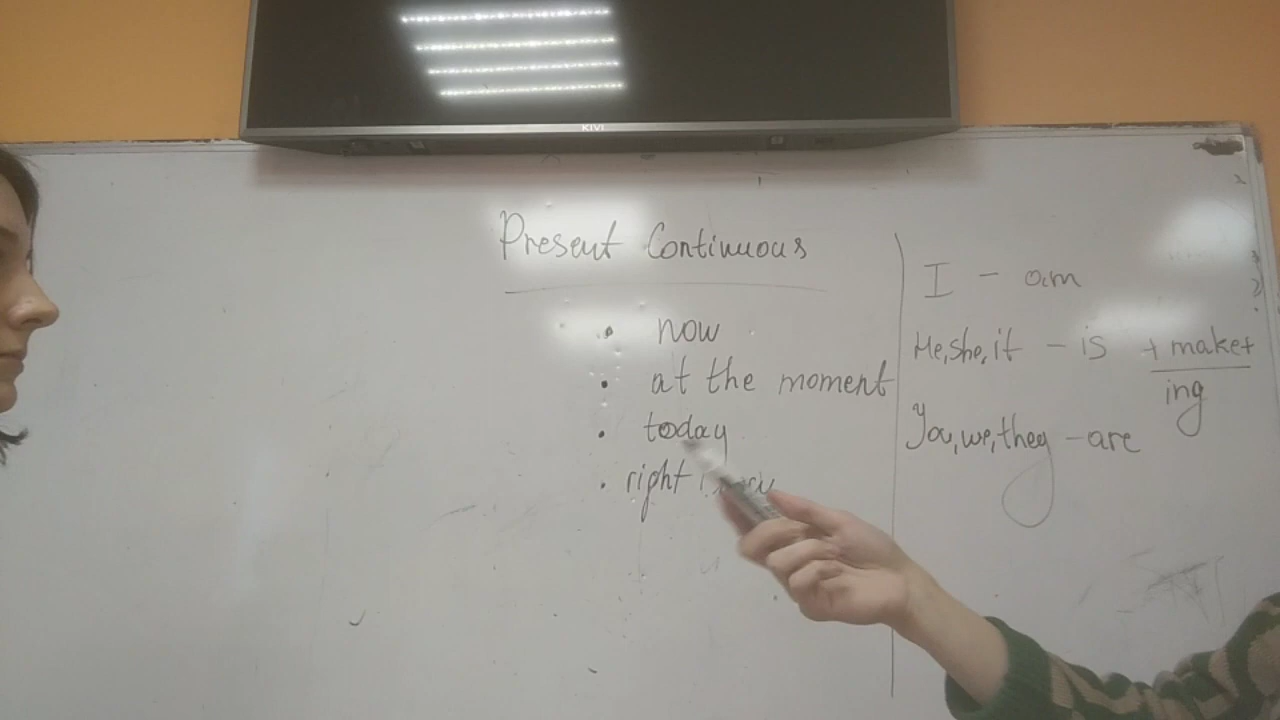 KIVI
Present Continuous
• now
• at the moment
• today
• right
I - am
He, she, it - is + make+
ing
You, we, they - are